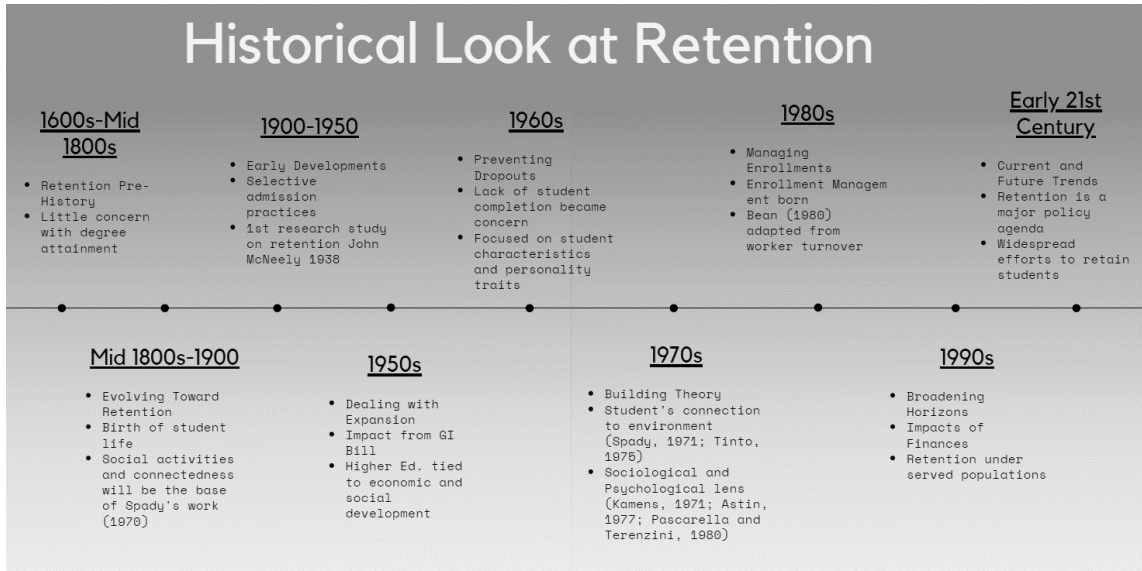 Historical Look at Retention
1600s-Mid
1800s
• Retention Pre-
History
• Little concern
with degree
attainment
Mid 1800s-1900
• Evolving Toward
Retention
• Birth of student
life
• Social activities
and connectedness
will be the base
of Spady's work
(1970)
1900-1950
• Early Developments
• Selective
admission
practices
• 1st research study
on retention John
McNeely 1938
1950s
• Dealing with
Expansion
• Impact from GI
Bill
• Higher Ed. tied
to economic and
social
development
1960s
• Preventing
Dropouts
• Lack of student
completion became
concern
• Focused on student
characteristics
and personality
traits
1970s
• Building Theory
• Student's connection
to environment
(Spady, 1971; Tinto,
1975)
• Sociological and
Psychological lens
(Kamens, 1971; Astin,
1977; Pascarella and
Terenzini, 1980)
1980s
• Managing
Enrollments
• Enrollment Managem
ent born
• Bean (1980)
adapted from
worker turnover
1990s
• Broadening
Horizons
• Impacts of
Finances
• Retention under
served populations
Early 21st
Century
• Current and
Future Trends
• Retention is a
major policy
agenda
• Widespread
efforts to retain
students